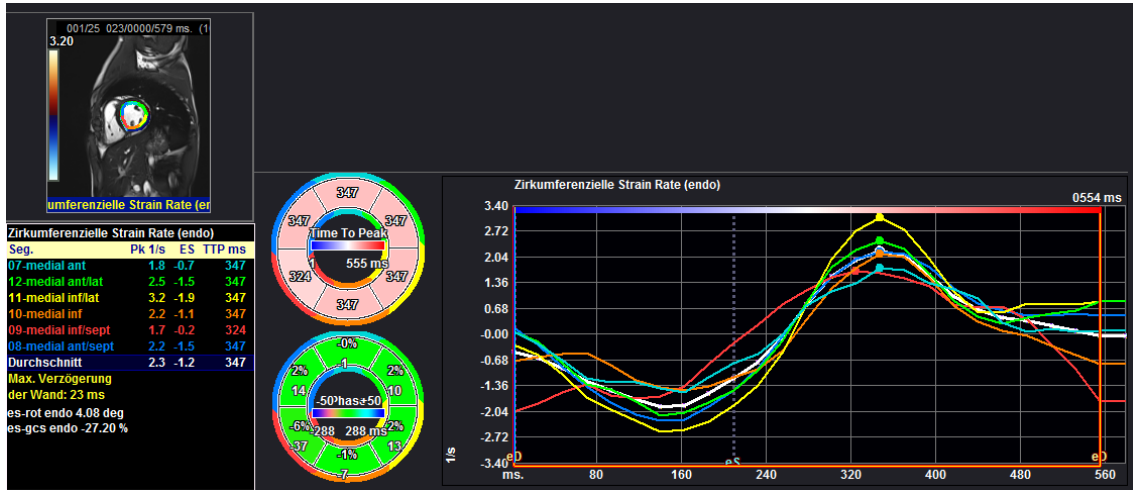 001/25 023/0000/579 ms. (1
3.20
umferenzielle Strain Rate (er
Zirkumferenzielle Strain Rate (endo)
Seg. Pk 1/s ES TTP ms
07-medial ant 1.8 -0.7 347
12-medial ant/lat 2.5 -1.5 347
11-medial inf/lat 3.2 -1.9 347
10-medial inf 2.2 -1.1 347
09-medial inf/sept 1.7 -0.2 324
08-medial ant/sept 2.2 -1.5 347
Durchschnitt 2.3 -1.2 347
Max. Verzögerung
der Wand: 23 ms
es-rot endo 4.08 deg
es-gcs endo -27.20 %
347
347 347
Time To Peak
1 555 ms
324 347
347
-0%
-1
2% 2%
14 10
-50 Phase +50
-288 288 ms
-6% 2%
-37 13
-1%
-7
Zirkumferenzielle Strain Rate (endo)
0554 ms
3.40
2.72
2.04
1.36
0.68
-0.00
-0.68
-1.36
-2.04
-2.72
-3.40
1/s
eD eS eD
ms. 80 160 240 320 400 480 560